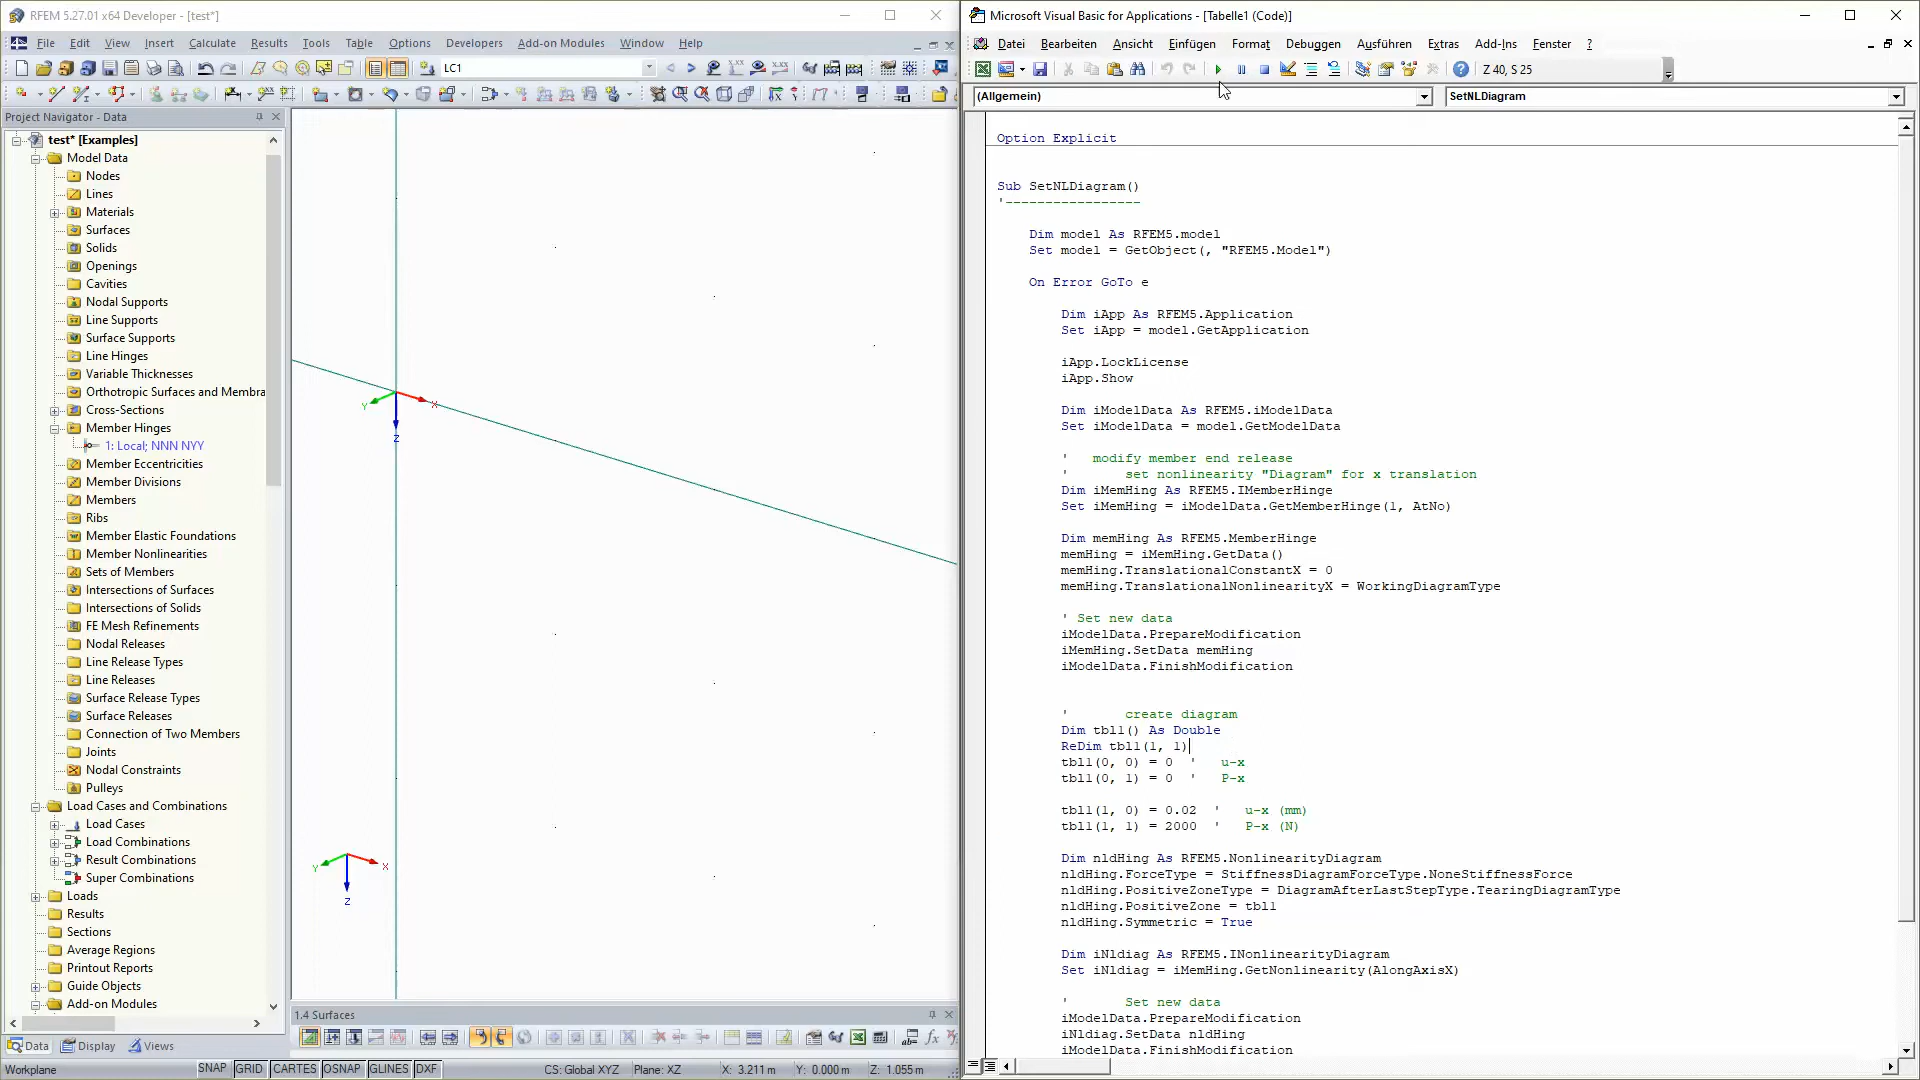 RFEM 5.27.01 x64 Developer - [test*]
File Edit View Insert Calculate Results Tools Table Options Developers Add-on Modules Window Help
LC1
Project Navigator - Data
test* [Examples]
Model Data
Nodes
Lines
Materials
Surfaces
Solids
Openings
Cavities
Nodal Supports
Line Supports
Surface Supports
Line Hinges
Variable Thicknesses
Orthotropic Surfaces and Membra
Cross-Sections
Member Hinges
1: Local; NNN NYY
Member Eccentricities
Member Divisions
Members
Ribs
Member Elastic Foundations
Member Nonlinearities
Sets of Members
Intersections of Surfaces
Intersections of Solids
FE Mesh Refinements
Nodal Releases
Line Release Types
Line Releases
Surface Release Types
Surface Releases
Connection of Two Members
Joints
Nodal Constraints
Pulleys
Load Cases and Combinations
Load Cases
Load Combinations
Result Combinations
Super Combinations
Loads
Results
Sections
Average Regions
Printout Reports
Guide Objects
Add-on Modules
Data Display Views
Y X
Z
Y X
Z
1.4 Surfaces
Workplane SNAP GRID CARTES OSNAP GLINES DXF CS: Global XYZ Plane: XZ X: 3.211 m Y: 0.000 m Z: 1.055 m
Microsoft Visual Basic for Applications - [Tabelle1 (Code)]
Datei Bearbeiten Ansicht Einfügen Format Debuggen Ausführen Extras Add-Ins Fenster ?
Z 40, S 25
(Allgemein) SetNLDiagram
Option Explicit
Sub SetNLDiagram()
'-----------------
Dim model As RFEM5.model
Set model = GetObject(, "RFEM5.Model")
On Error GoTo e
Dim iApp As RFEM5.Application
Set iApp = model.GetApplication
iApp.LockLicense
iApp.Show
Dim iModelData As RFEM5.iModelData
Set iModelData = model.GetModelData
'   modify member end release
'       set nonlinearity "Diagram" for x translation
Dim iMemHing As RFEM5.IMemberHinge
Set iMemHing = iModelData.GetMemberHinge(1, AtNo)
Dim memHing As RFEM5.MemberHinge
memHing = iMemHing.GetData()
memHing.TranslationalConstantX = 0
memHing.TranslationalNonlinearityX = WorkingDiagramType
' Set new data
iModelData.PrepareModification
iMemHing.SetData memHing
iModelData.FinishModification
'       create diagram
Dim tbl1() As Double
ReDim tbl1(1, 1)
tbl1(0, 0) = 0  '   u-x
tbl1(0, 1) = 0  '   P-x
tbl1(1, 0) = 0.02  '   u-x (mm)
tbl1(1, 1) = 2000  '   P-x (N)
Dim nldHing As RFEM5.NonlinearityDiagram
nldHing.ForceType = StiffnessDiagramForceType.NoneStiffnessForce
nldHing.PositiveZoneType = DiagramAfterLastStepType.TearingDiagramType
nldHing.PositiveZone = tbl1
nldHing.Symmetric = True
Dim iNldiag As RFEM5.INonlinearityDiagram
Set iNldiag = iMemHing.GetNonlinearity(AlongAxisX)
'       Set new data
iModelData.PrepareModification
iNldiag.SetData nldHing
iModelData.FinishModification